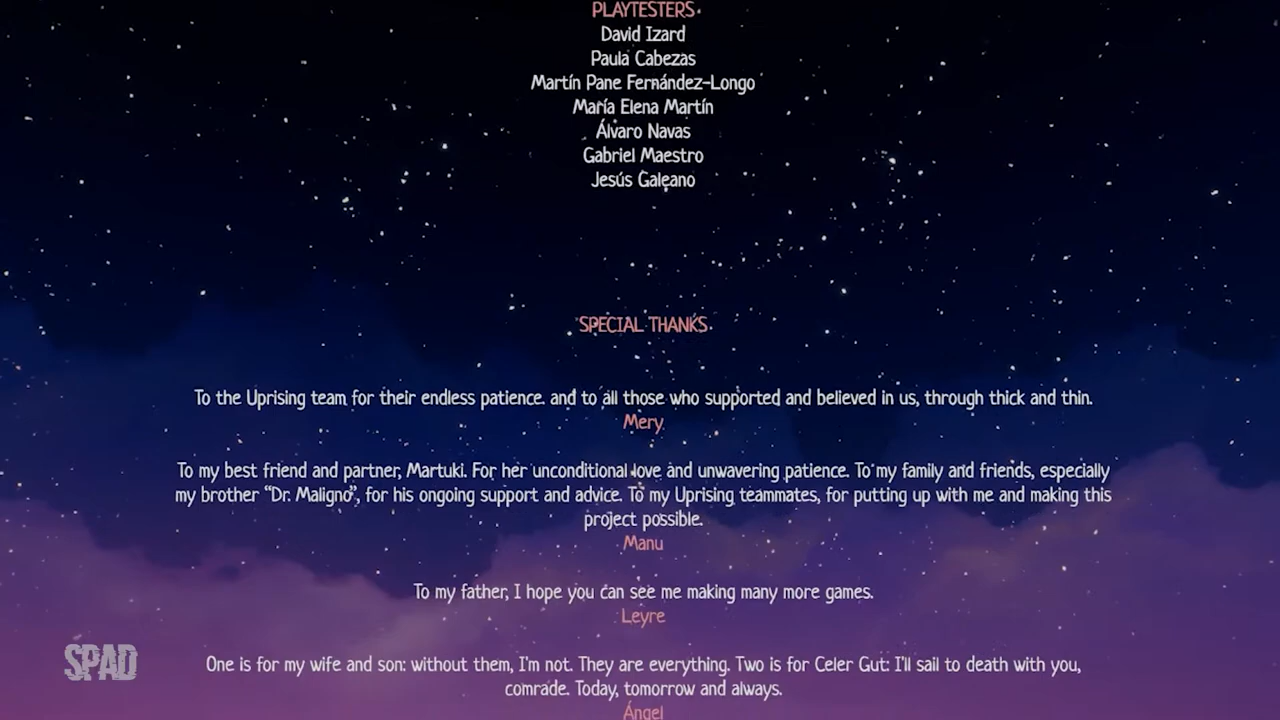 PLAYTESTERS
David Izard
Paula Cabezas
Martín Pane Fernández-Longo
María Elena Martín
Álvaro Navas
Gabriel Maestro
Jesús Galeano
SPECIAL THANKS
To the Uprising team for their endless patience. and to all those who supported and believed in us, through thick and thin.
Mery
To my best friend and partner, Martuki. For her unconditional love and unwavering patience. To my family and friends, especially
my brother “Dr. Maligno”, for his ongoing support and advice. To my Uprising teammates, for putting up with me and making this
project possible.
Manu
To my father, I hope you can see me making many more games.
Leyre
One is for my wife and son: without them, I'm not. They are everything. Two is for Celer Gut: I'll sail to death with you,
comrade. Today, tomorrow and always.
Ángel
SPAD